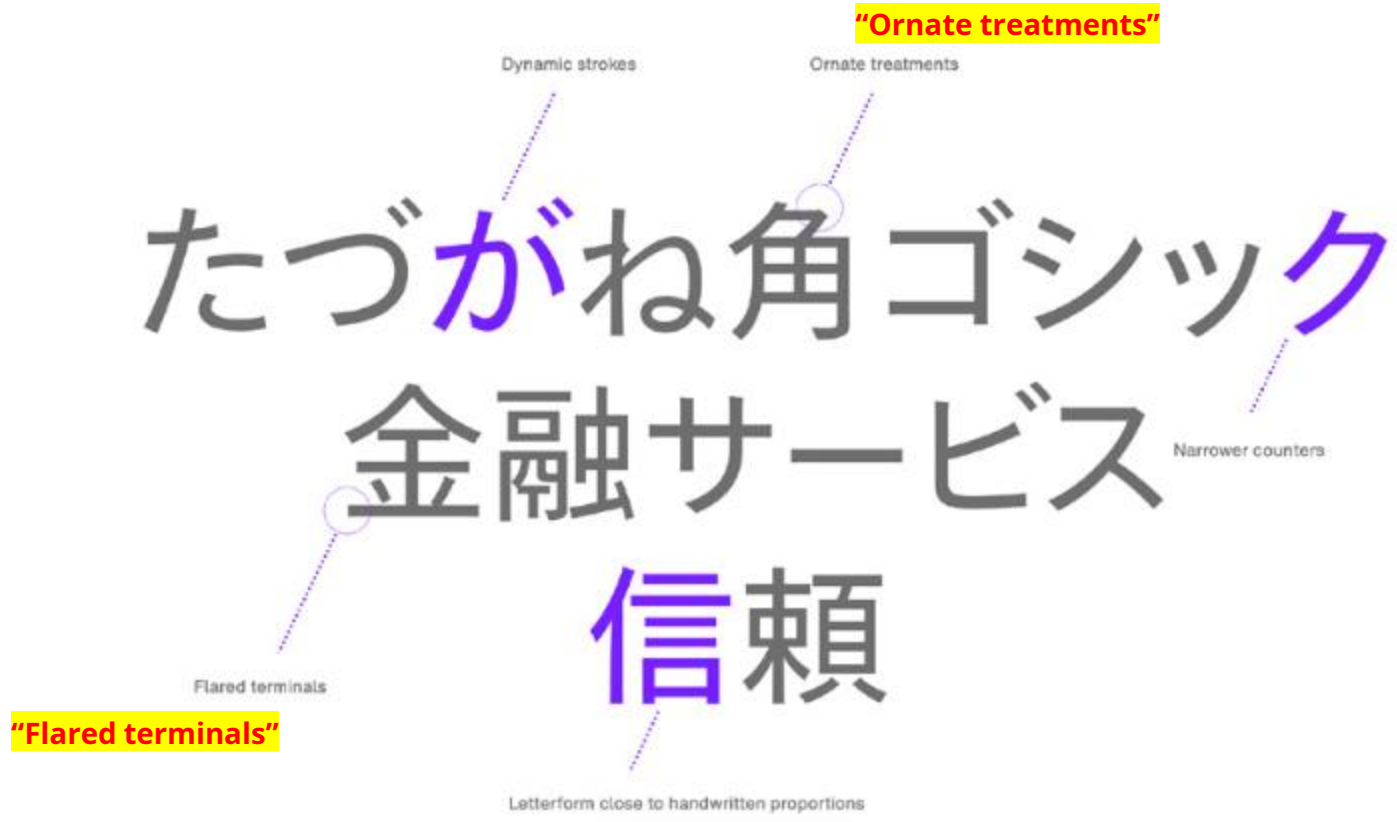 “Ornate treatments”
Dynamic strokes
Ornate treatments
たづがね角ゴシック
金融サービス
Narrower counters
信頼
Flared terminals
“Flared terminals”
Letterform close to handwritten proportions